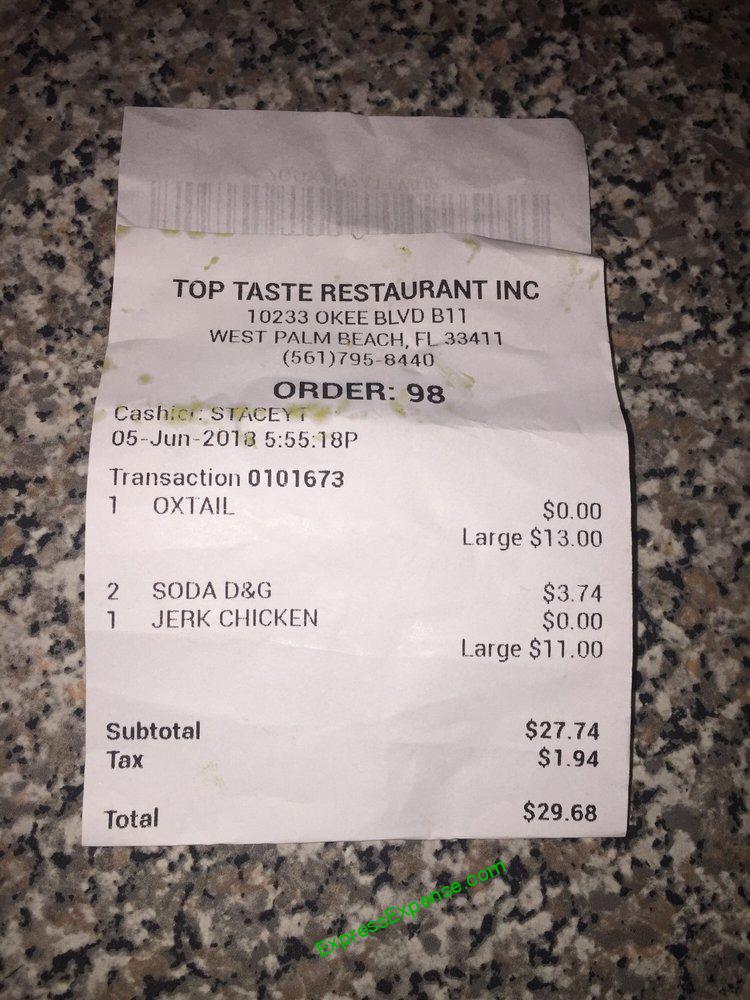 TOP TASTE RESTAURANT INC
10233 OKEE BLVD B11
WEST PALM BEACH, FL 33411
(561)795-8440
ORDER: 98
Cashier: STACEY T
05-Jun-2018 5:55:18P
Transaction 0101673
1 OXTAIL $0.00
Large $13.00
2 SODA D&G $3.74
1 JERK CHICKEN $0.00
Large $11.00
Subtotal $27.74
Tax $1.94
Total $29.68
ExpressExpense.com